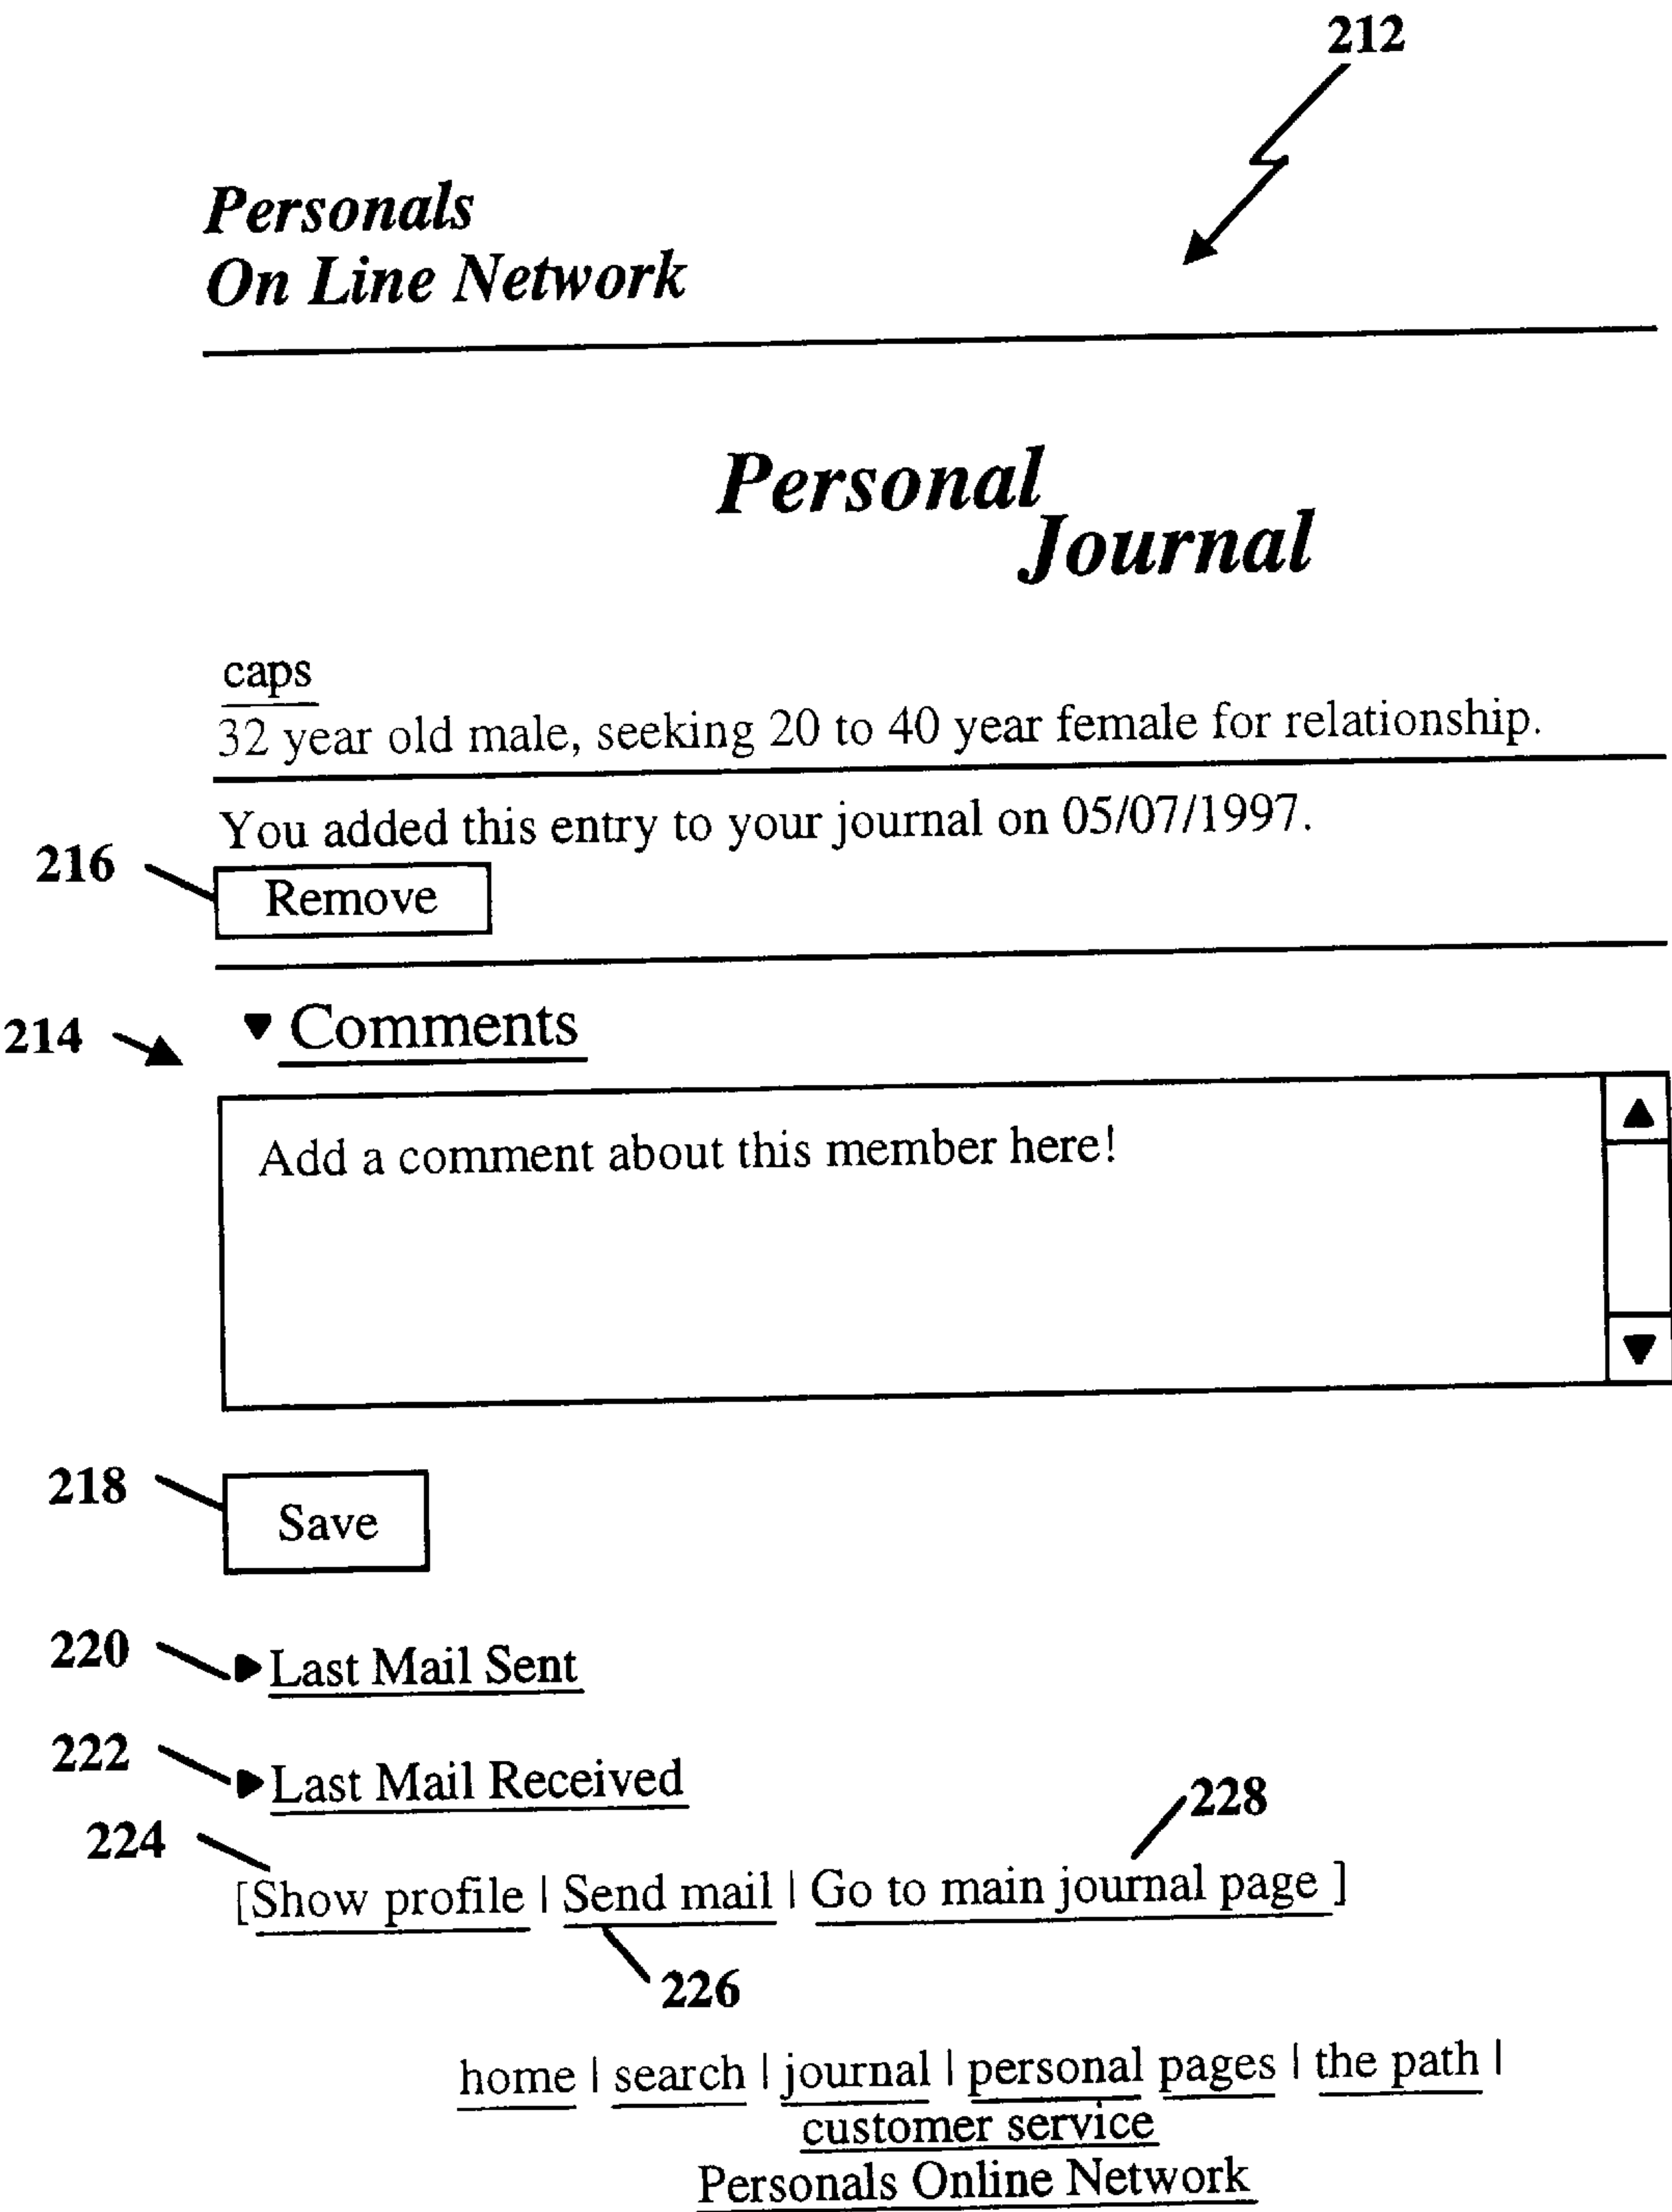 212
Personals
On Line Network
Personal
Journal
caps
32 year old male, seeking 20 to 40 year female for relationship.
You added this entry to your journal on 05/07/1997.
216
Remove
214
▼ Comments
Add a comment about this member here!
218
Save
220
Last Mail Sent
222
Last Mail Received
228
224
[Show profile | Send mail | Go to main journal page ]
226
home | search | journal | personal pages | the path |
customer service
Personals Online Network